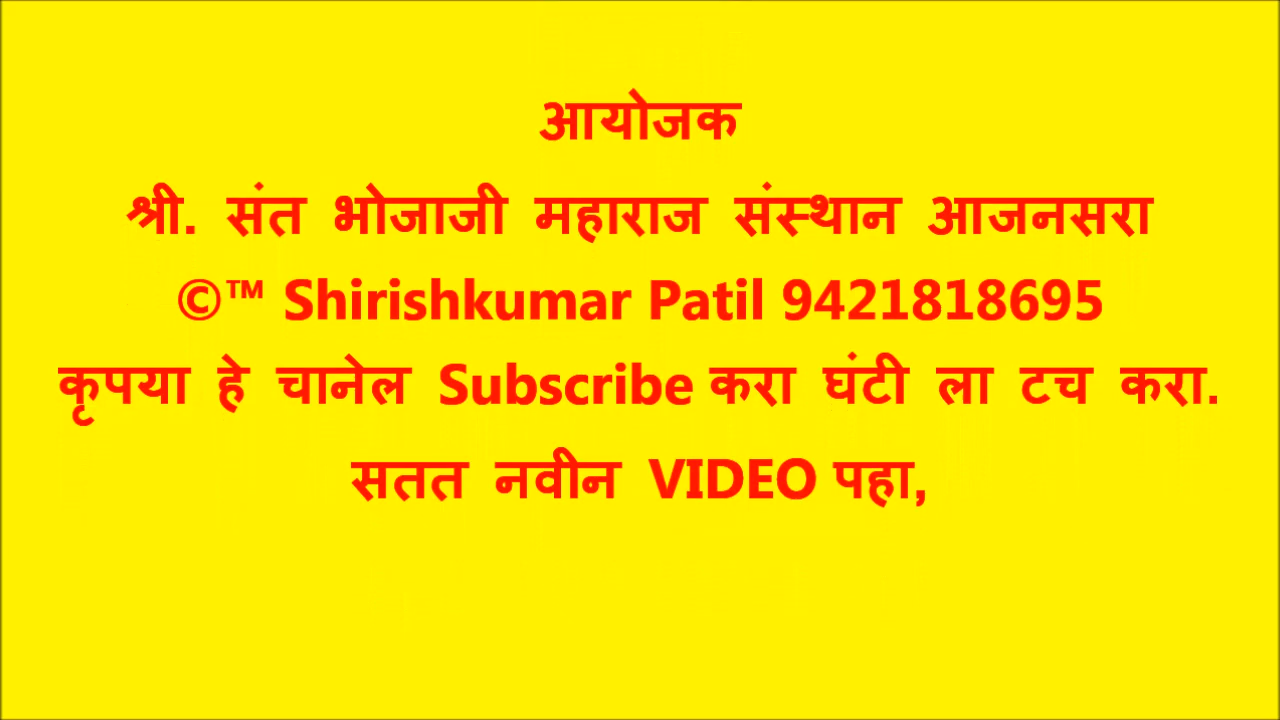 आयोजक
श्री. संत भोजाजी महाराज संस्थान आजनसरा
©™ Shirishkumar Patil 9421818695
कृपया हे चानेल Subscribe करा घंटी ला टच करा.
सतत नवीन VIDEO पहा,